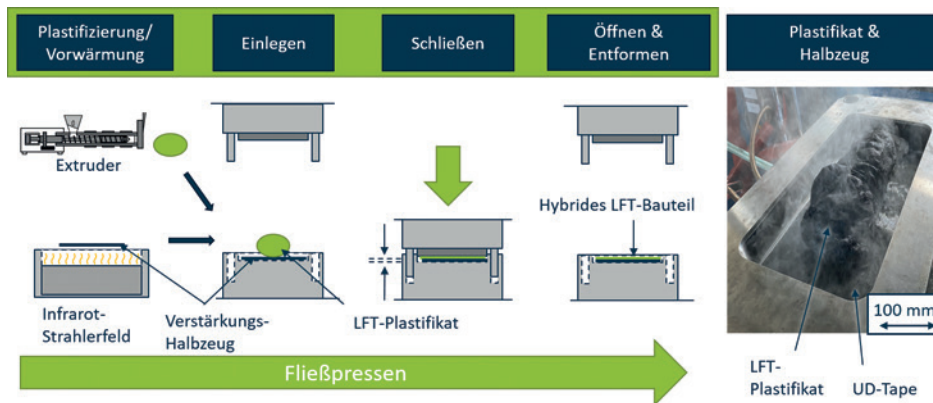 Plastifizierung/
Vorwärmung
Einlegen
Schließen
Öffnen &
Entformen
Plastifikat &
Halbzeug
Extruder
Hybrides LFT-Bauteil
Infrarot-
Strahlerfeld
Verstärkungs-
Halbzeug
LFT-Plastifikat
100 mm
LFT-
Plastifikat
UD-Tape
Fließpressen